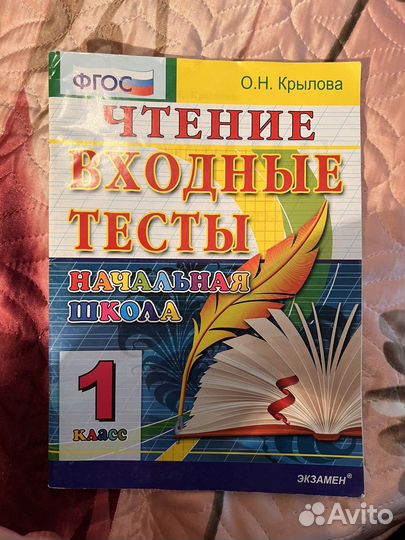 ФГОС
О.Н. Крылова
ЧТЕНИЕ
ВХОДНЫЕ
ТЕСТЫ
НАЧАЛЬНАЯ
ШКОЛА
1
класс
ЭКЗАМЕН®
Avito